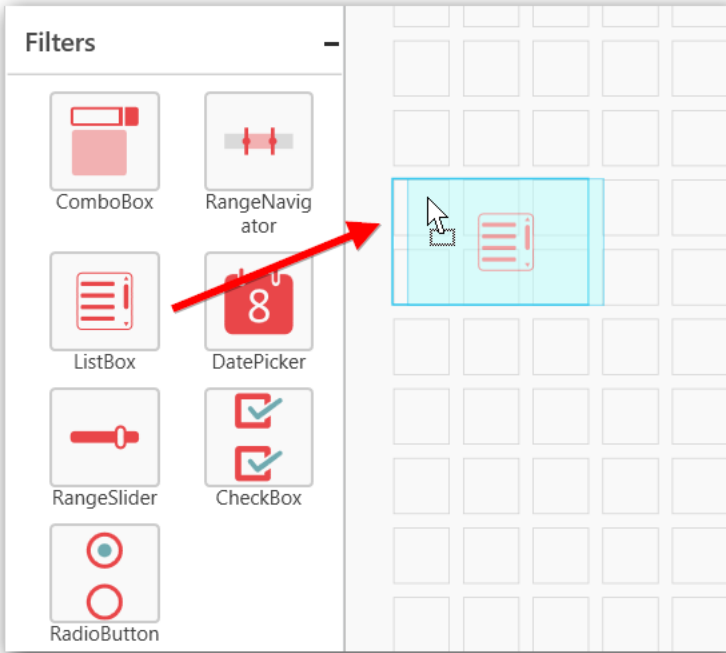 Filters
ComboBox
RangeNavig
ator
ListBox
8
DatePicker
RangeSlider
CheckBox
RadioButton